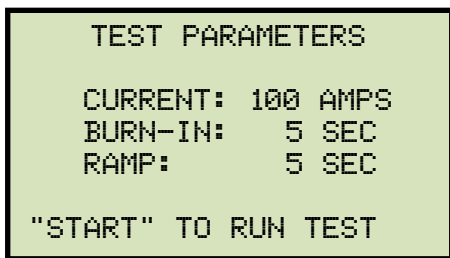 TEST PARAMETERS
CURRENT: 100 AMPS
BURN-IN: 5 SEC
RAMP: 5 SEC
"START" TO RUN TEST